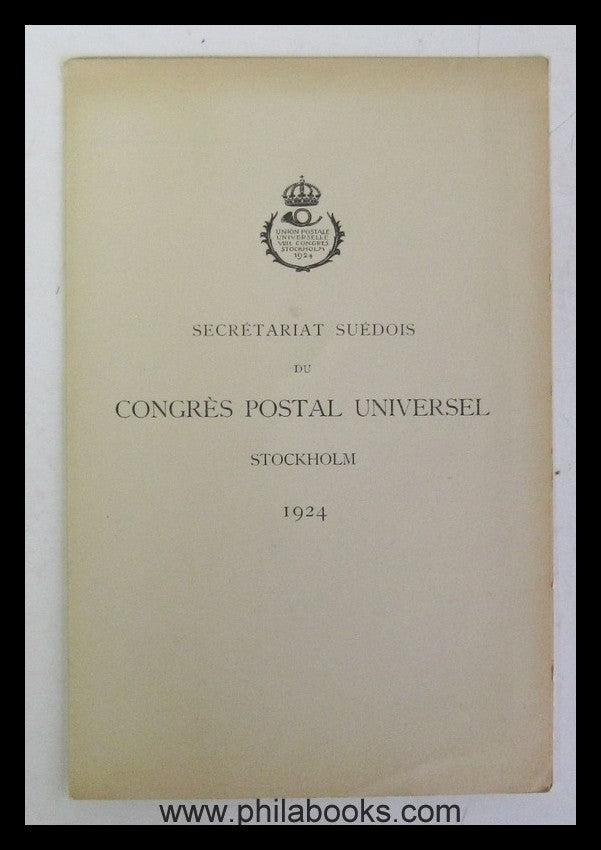 UNION POSTALE
UNIVERSELLE
VIII. CONGRÈS
STOCKHOLM
1924
SECRÉTARIAT SUÉDOIS
DU
CONGRÈS POSTAL UNIVERSEL
STOCKHOLM
1924
www.philabooks.com